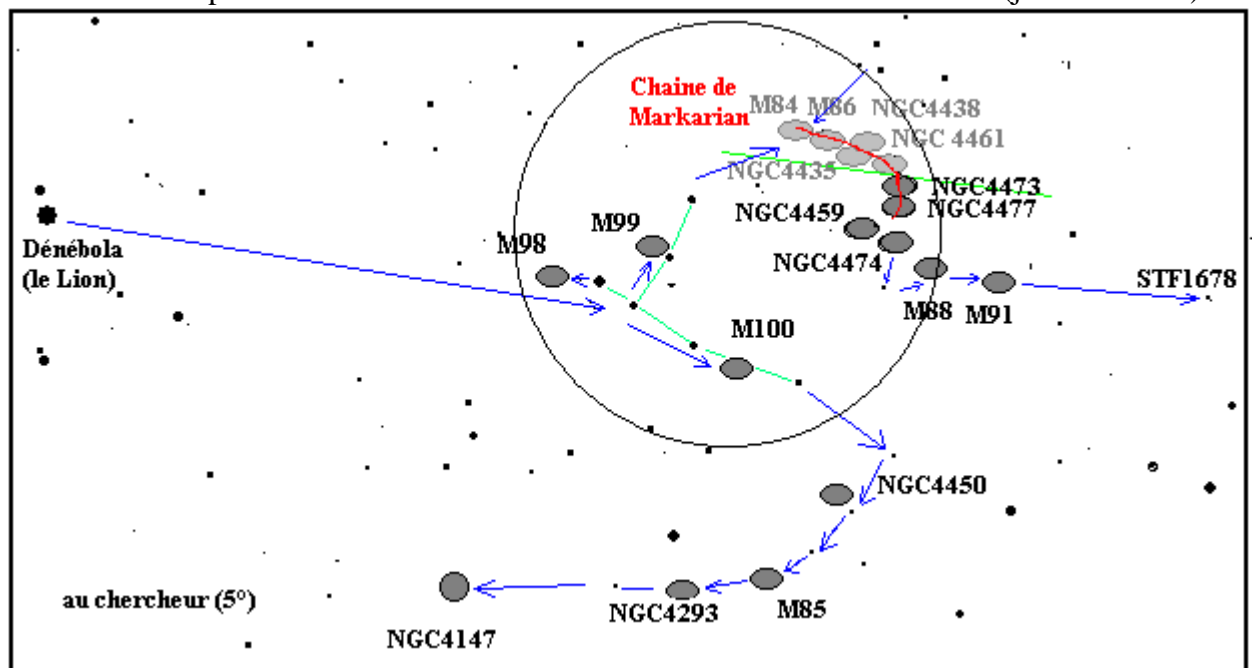 Chaine de
Markarian
M84
M86
NGC4438
NGC 4461
NGC4435
NGC4473
NGC4477
NGC4459
NGC4474
M99
M98
Dénébola
(le Lion)
M88
M91
STF1678
M100
NGC4450
au chercheur (5°)
NGC4147
NGC4293
M85